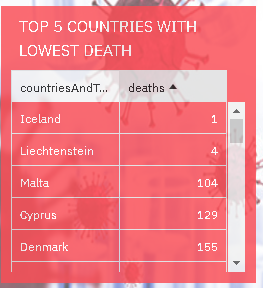 TOP 5 COUNTRIES WITH
LOWEST DEATH
countriesAndT... deaths
Iceland 1
Liechtenstein 4
Malta 104
Cyprus 129
Denmark 155